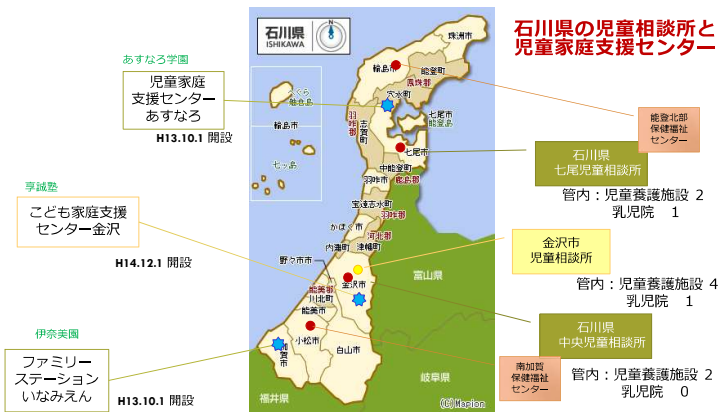 石川県の児童相談所と
児童家庭支援センター
石川県
ISHIKAWA
あすなろ学園
児童家庭
支援センター
あすなろ
H13.10.1 開設
享誠塾
こども家庭支援
センター金沢
H14.12.1 開設
伊奈美園
ファミリー
ステーション
いなみえん
H13.10.1 開設
珠洲市
輪島市
能登町
鳳珠郡
穴水町
舳倉島
輪島市
七ッ島
羽咋郡
志賀町
七尾市
能登島
七尾市
中能登町
羽咋市
鹿島郡
宝達志水町
羽咋郡
かほく市
河北郡
内灘町
津幡町
野々市市
金沢市
能美郡
川北町
能美市
小松市
白山市
加賀市
富山県
岐阜県
福井県
(C)Mapion
能登北部
保健福祉
センター
石川県
七尾児童相談所
管内：児童養護施設 2
乳児院 1
金沢市
児童相談所
管内：児童養護施設 4
乳児院 1
石川県
中央児童相談所
南加賀
保健福祉
センター
管内：児童養護施設 2
乳児院 0